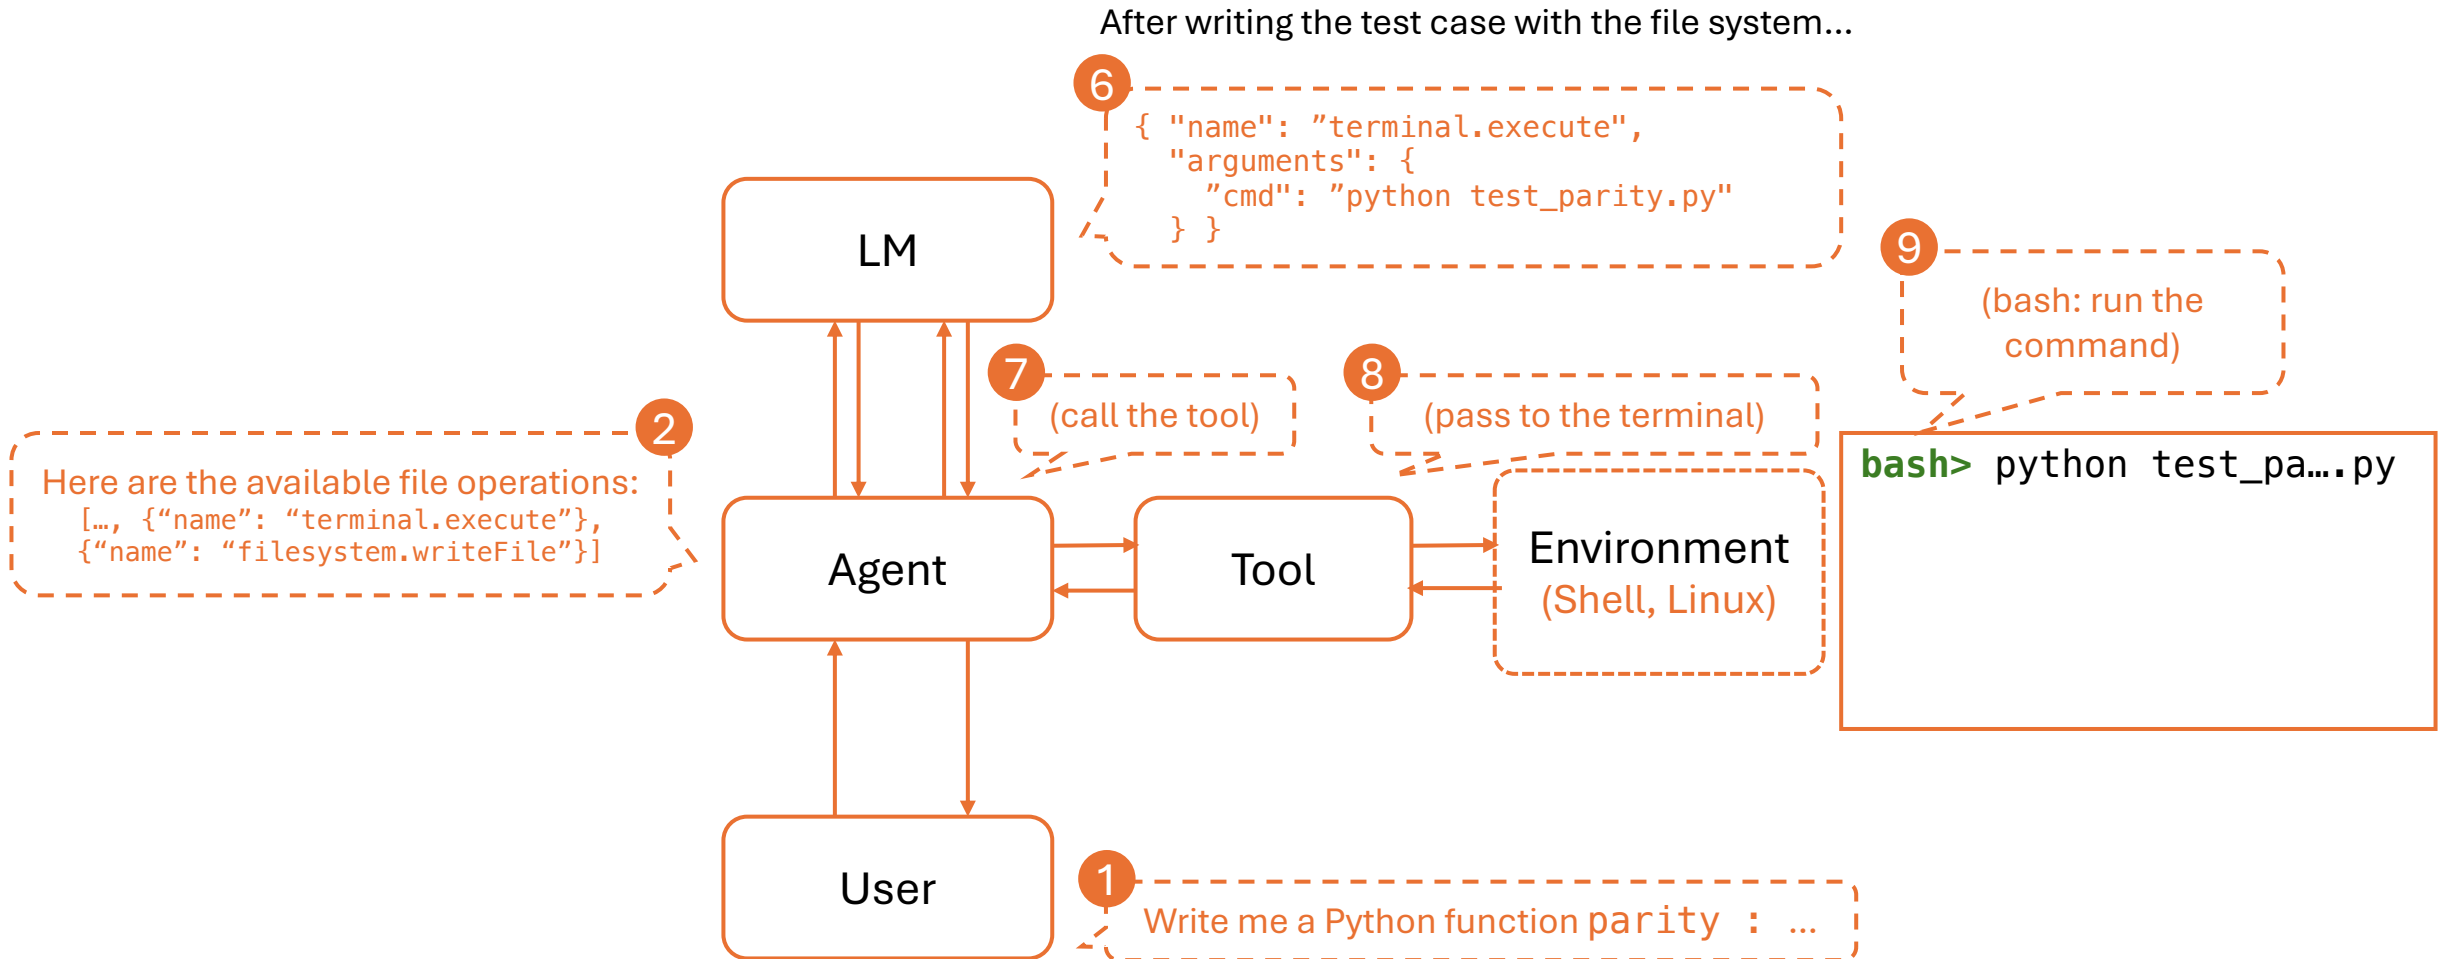 After writing the test case with the file system...
6
{ "name": ”terminal.execute",
"arguments": {
”cmd": ”python test_parity.py"
} }
LM
9
(bash: run the
command)
7
(call the tool)
8
(pass to the terminal)
2
Here are the available file operations:
[…, {“name”: “terminal.execute”},
{“name”: “filesystem.writeFile”}]
bash> python test_pa….py
Agent
Tool
Environment
(Shell, Linux)
User
1
Write me a Python function parity : …